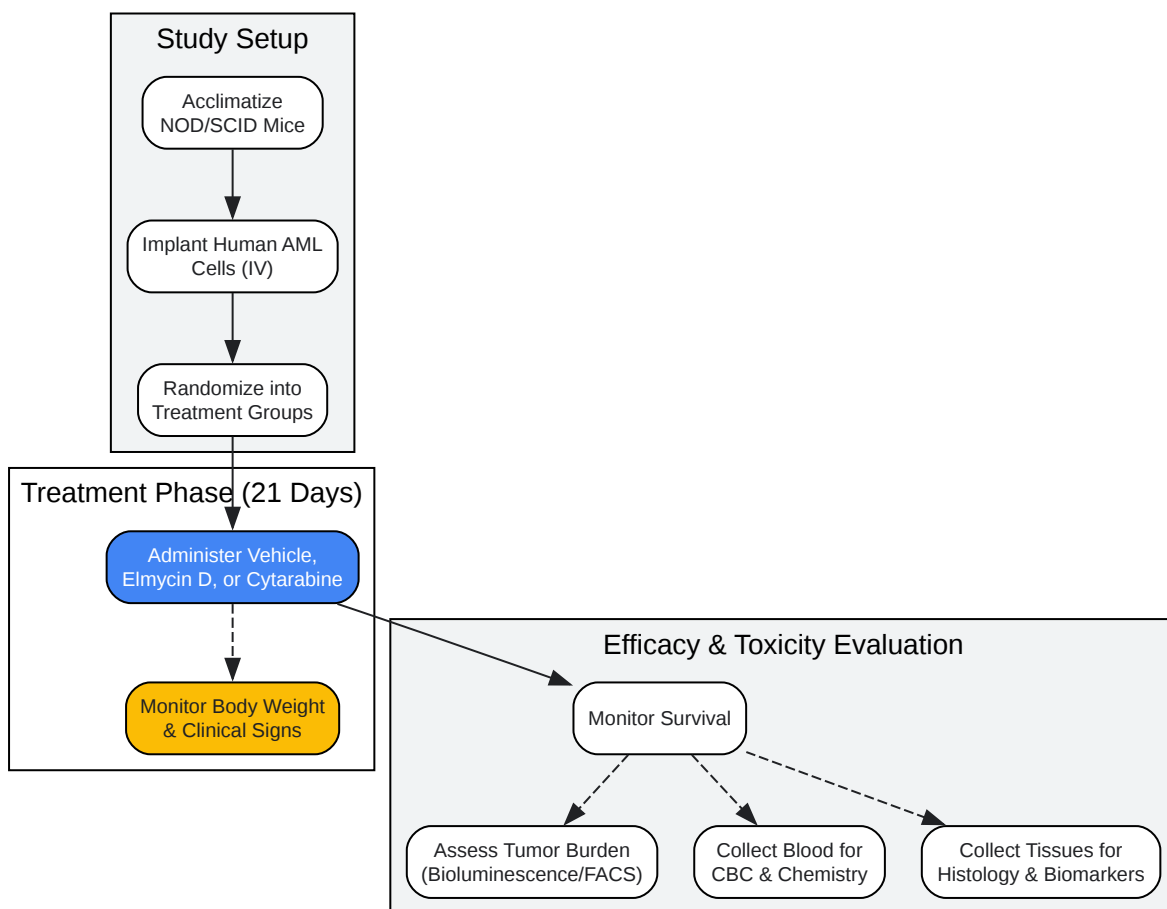 Study Setup
Acclimatize
NOD/SCID Mice
Implant Human AML
Cells (IV)
Randomize into
Treatment Groups
Treatment Phase (21 Days)
Administer Vehicle,
Elmycin D, or Cytarabine
Monitor Body Weight
& Clinical Signs
Efficacy & Toxicity Evaluation
Monitor Survival
Assess Tumor Burden
(Bioluminescence/FACS)
Collect Blood for
CBC & Chemistry
Collect Tissues for
Histology & Biomarkers